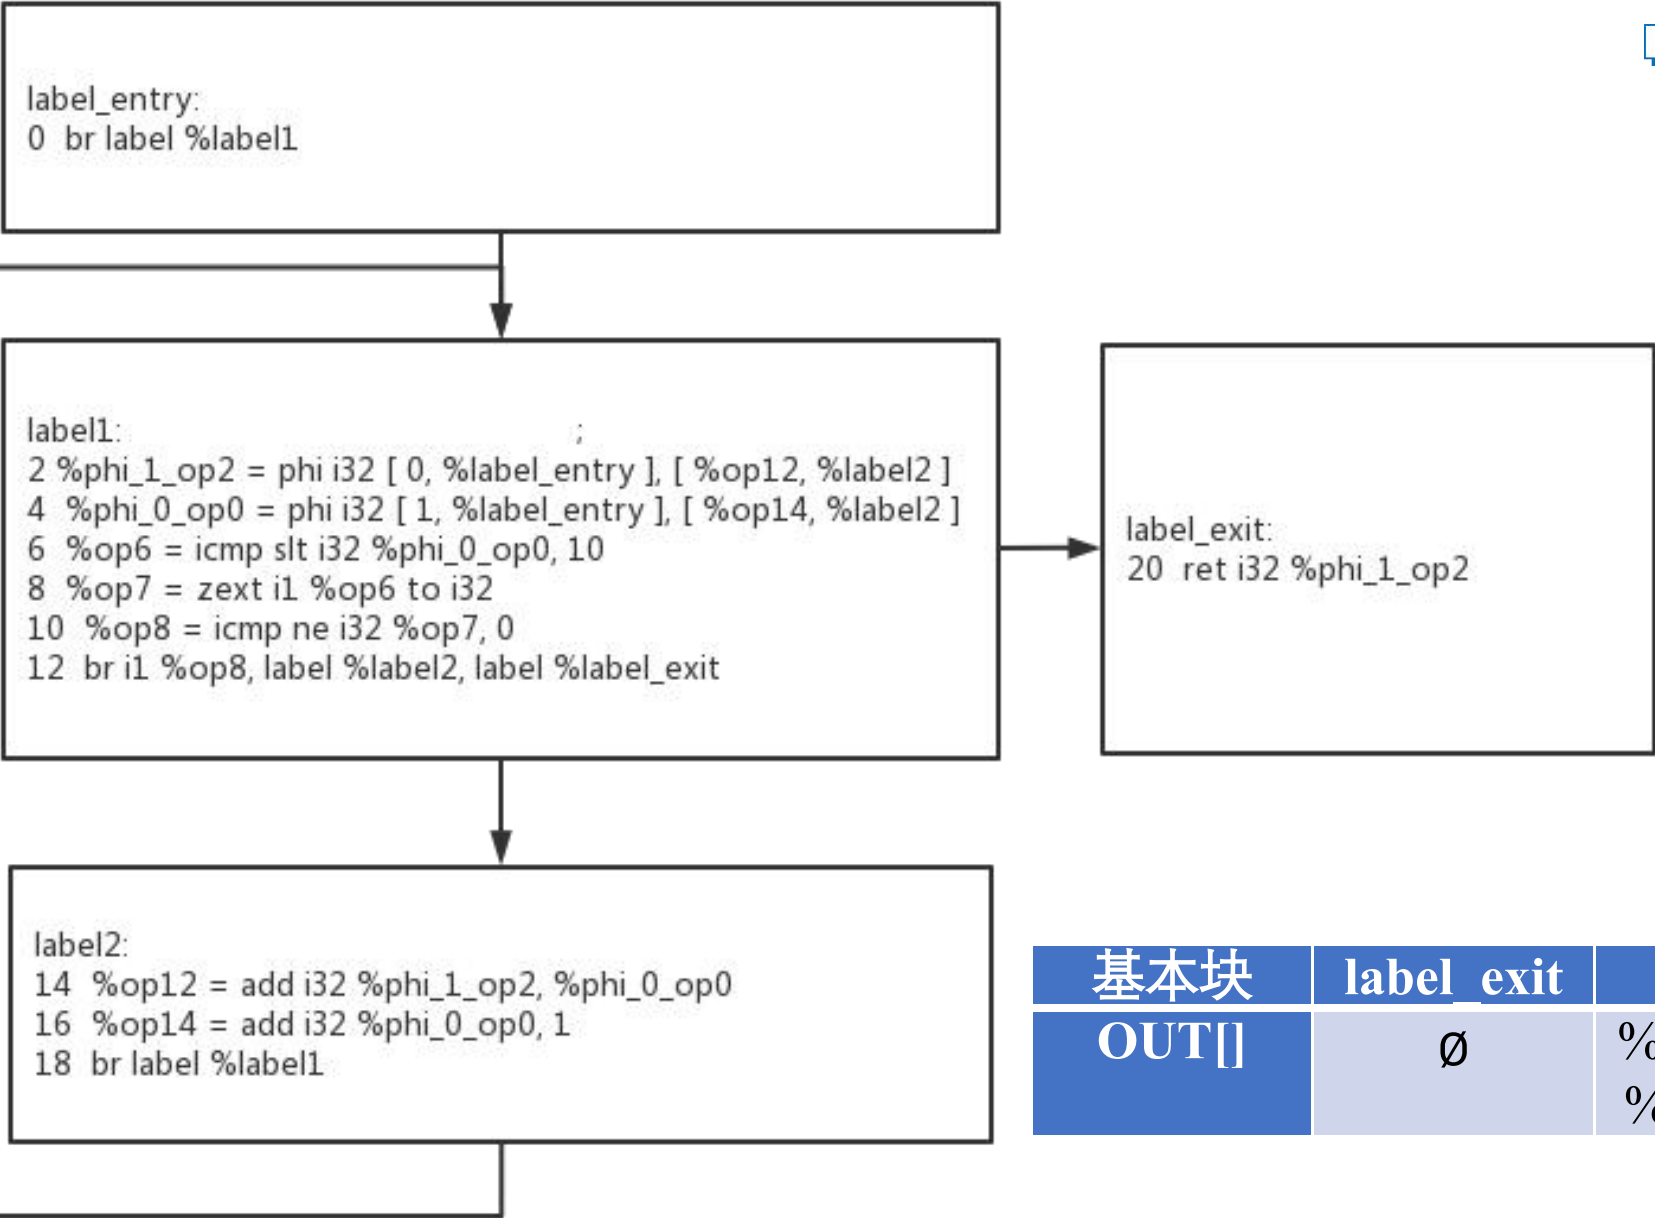 label_entry:
0 br label %label1
label1: ;
2 %phi_1_op2 = phi i32 [ 0, %label_entry ], [ %op12, %label2 ]
4 %phi_0_op0 = phi i32 [ 1, %label_entry ], [ %op14, %label2 ]
6 %op6 = icmp slt i32 %phi_0_op0, 10
8 %op7 = zext i1 %op6 to i32
10 %op8 = icmp ne i32 %op7, 0
12 br i1 %op8, label %label2, label %label_exit
label_exit:
20 ret i32 %phi_1_op2
label2:
14 %op12 = add i32 %phi_1_op2, %phi_0_op0
16 %op14 = add i32 %phi_0_op0, 1
18 br label %label1
基本块 label_exit
OUT[] Ø %
%